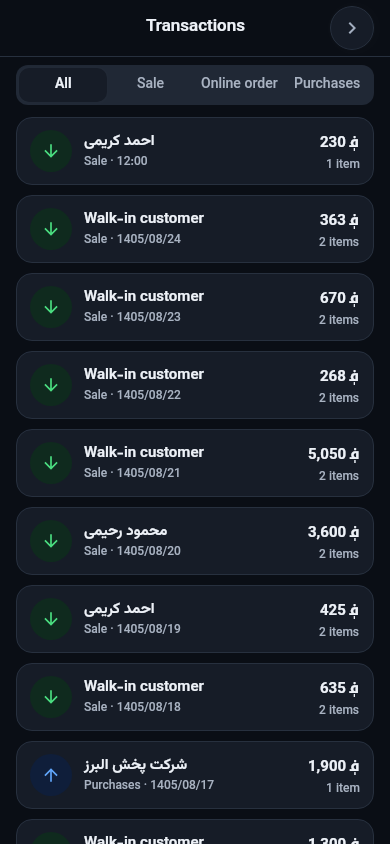 Transactions
All Sale Online order Purchases
احمد کریمی
230 ؋
Sale · 12:00
1 item
Walk-in customer
363 ؋
Sale · 1405/08/24
2 items
Walk-in customer
670 ؋
Sale · 1405/08/23
2 items
Walk-in customer
268 ؋
Sale · 1405/08/22
2 items
Walk-in customer
5,050 ؋
Sale · 1405/08/21
2 items
محمود رحیمی
3,600 ؋
Sale · 1405/08/20
2 items
احمد کریمی
425 ؋
Sale · 1405/08/19
2 items
Walk-in customer
635 ؋
Sale · 1405/08/18
2 items
شرکت پخش البرز
1,900 ؋
Purchases · 1405/08/17
1 item
Walk-in customer
1,300 ؋